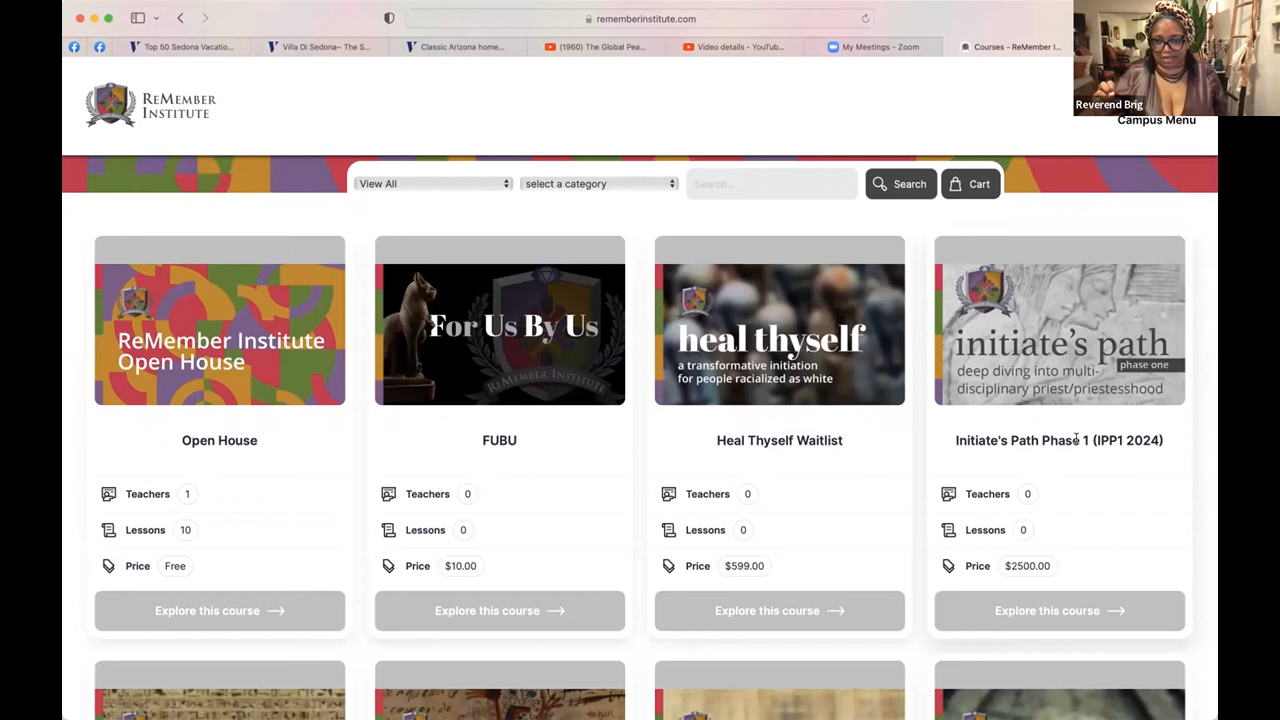 rememberinstitute.com
Top 50 Sedona Vacatio...
Villa Di Sedona– The S...
Classic Arizona home...
(1960) The Global Pea...
Video details - YouTub...
My Meetings - Zoom
Courses - ReMember I...
Reverend Brig
REMEMBER
INSTITUTE
Campus Menu
View All
select a category
Search...
Search
Cart
ReMember Institute
Open House
For Us By Us
heal thyself
a transformative initiation
for people racialized as white
initiate's path
phase one
deep diving into multi-
disciplinary priest/priestesshood
Open House
FUBU
Heal Thyself Waitlist
Initiate's Path Phase 1 (IPP1 2024)
Teachers 1
Teachers 0
Teachers 0
Teachers 0
Lessons 10
Lessons 0
Lessons 0
Lessons 0
Price Free
Price $10.00
Price $599.00
Price $2500.00
Explore this course
Explore this course
Explore this course
Explore this course